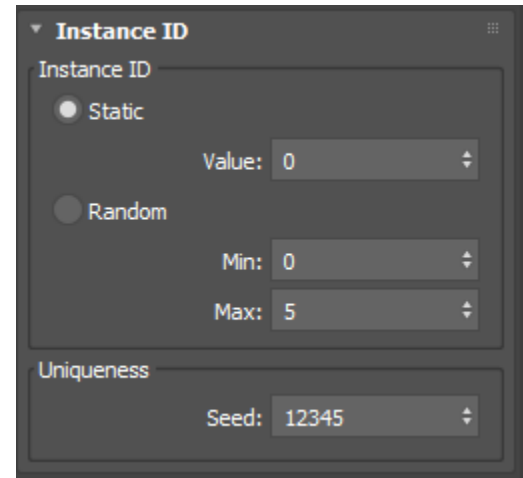 Instance ID
Instance ID
Static
Value: 0
Random
Min: 0
Max: 5
Uniqueness
Seed: 12345